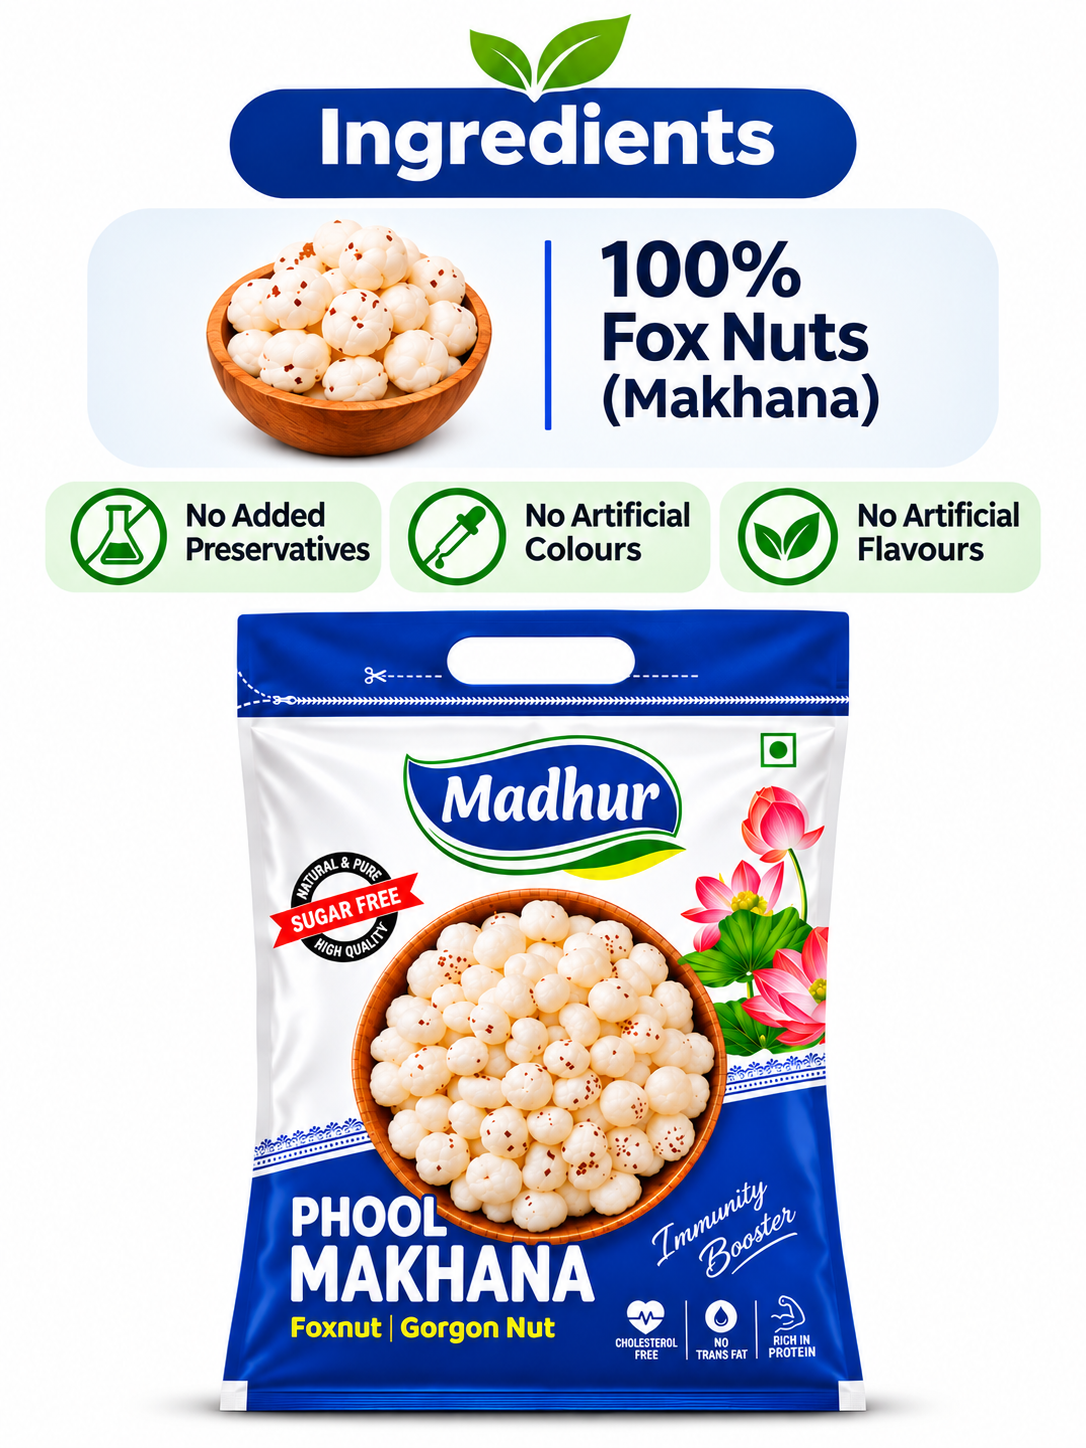 Ingredients
100%
Fox Nuts
(Makhana)
No Added
Preservatives
No Artificial
Colours
No Artificial
Flavours
Madhur
NATURAL & PURE
SUGAR FREE
HIGH QUALITY
PHOOL
MAKHANA
Foxnut | Gorgon Nut
Immunity
Booster
CHOLESTEROL
FREE
NO
TRANS FAT
RICH IN
PROTEIN